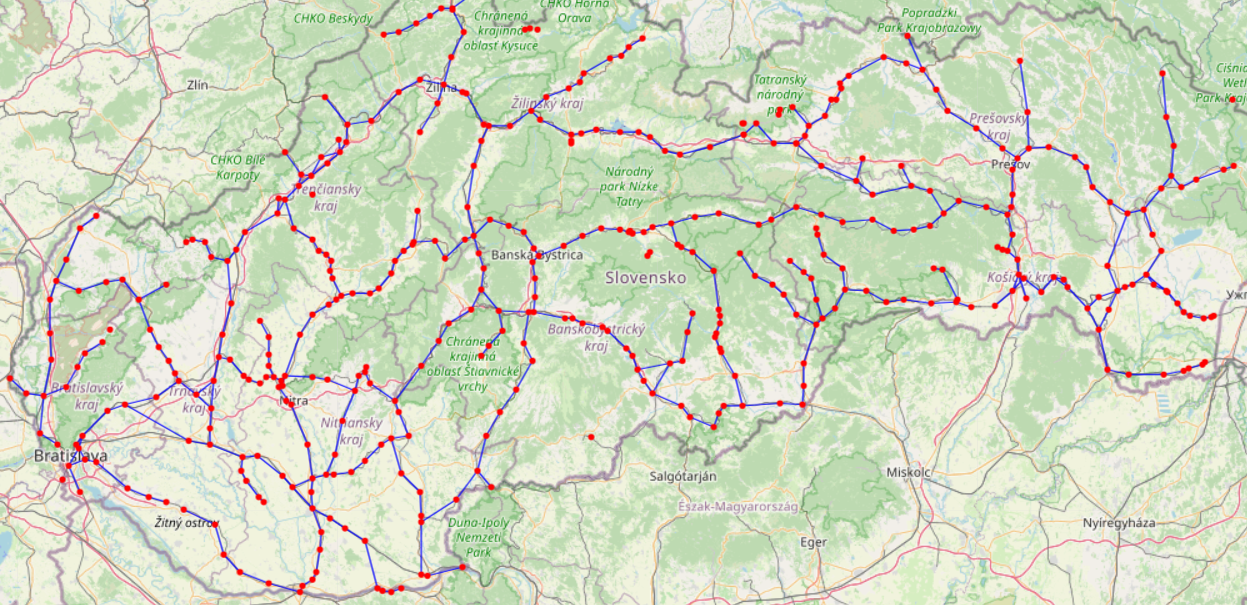 CHKO Beskydy
Chránená
krajinná
oblasť Kysuce
CHKO Horná
Orava
Popradzki
Park Krajobrazowy
Zlín
Žilina
Žilinský kraj
Tatranský
národný
park
Prešovský
kraj
CHKO Bílé
Karpaty
Trenčiansky
kraj
Národný
park Nízke
Tatry
Prešov
Banská Bystrica
Slovensko
Košický kraj
Banskobystrický
kraj
Chránená
krajinná
oblasť Štiavnické
vrchy
Bratislavský
kraj
Trnavský
kraj
Nitra
Nitriansky
kraj
Bratislava
Salgótarján
Miskolc
Észak-Magyarország
Žitný ostrov
Duna-Ipoly
Nemzeti
Park
Eger
Nyíregyháza